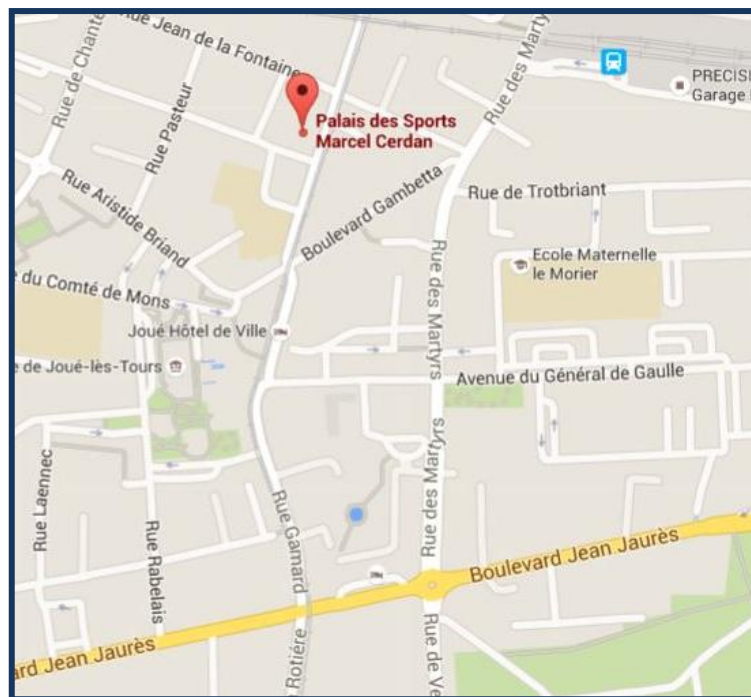 Rue de Chante
Rue Jean de la Fontaine
Rue des Marty
PRECISI
Garage
Palais des Sports
Marcel Cerdan
Rue Pasteur
Rue Aristide Briand
Boulevard Gambetta
Rue de Trotbriant
Ecole Maternelle
le Morier
Rue des Martyrs
e du Comté de Mons
Joué Hôtel de Ville
e de Joué-lès-Tours
Avenue du Général de Gaulle
Rue Laennec
Rue Rabelais
Rue Gamard
Rue des Martyrs
Boulevard Jean Jaurès
ard Jean Jaurès
Rotière
Rue de Ve